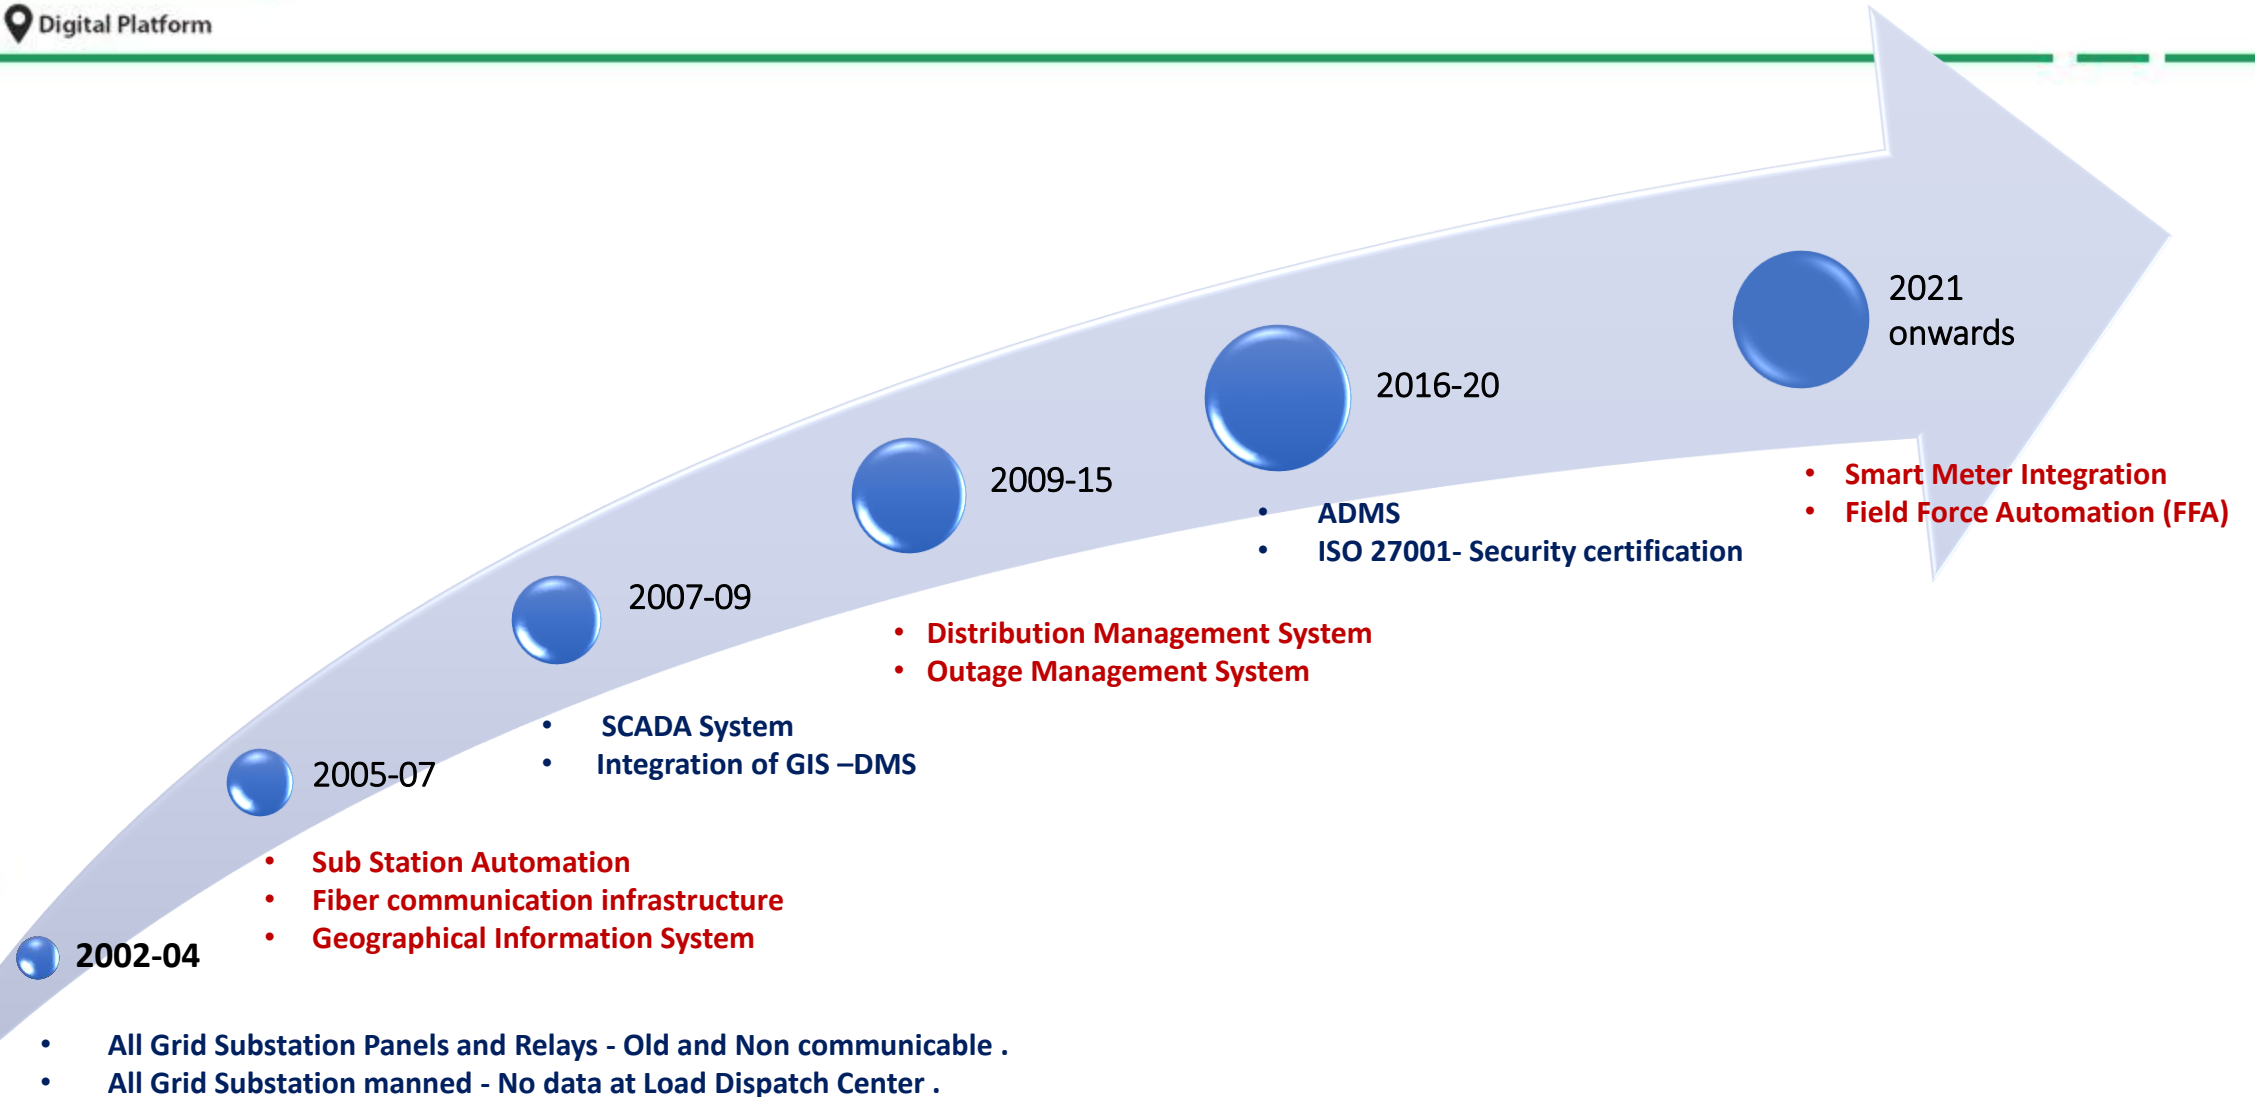 Digital Platform
2021
onwards
• Smart Meter Integration
• Field Force Automation (FFA)
2016-20
• ADMS
• ISO 27001- Security certification
2009-15
• Distribution Management System
• Outage Management System
2007-09
• SCADA System
• Integration of GIS –DMS
2005-07
• Sub Station Automation
• Fiber communication infrastructure
• Geographical Information System
2002-04
• All Grid Substation Panels and Relays - Old and Non communicable .
• All Grid Substation manned - No data at Load Dispatch Center .